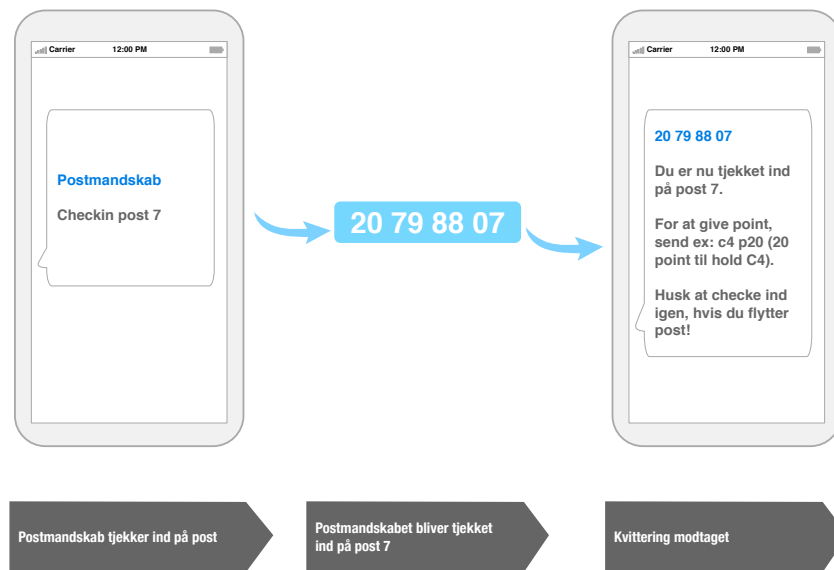 Carrier 12:00 PM
Postmandskab
Checkin post 7
20 79 88 07
Carrier 12:00 PM
20 79 88 07
Du er nu tjekket ind
på post 7.
For at give point,
send ex: c4 p20 (20
point til hold C4).
Husk at checke ind
igen, hvis du flytter
post!
Postmandskab tjekker ind på post
Postmandskabet bliver tjekket
ind på post 7
Kvittering modtaget